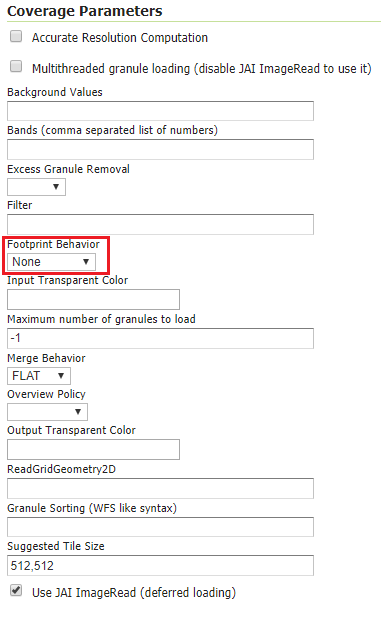 Coverage Parameters
Accurate Resolution Computation
Multithreaded granule loading (disable JAI ImageRead to use it)
Background Values
Bands (comma separated list of numbers)
Excess Granule Removal
Filter
Footprint Behavior
None
Input Transparent Color
Maximum number of granules to load
-1
Merge Behavior
FLAT
Overview Policy
Output Transparent Color
ReadGridGeometry2D
Granule Sorting (WFS like syntax)
Suggested Tile Size
512,512
Use JAI ImageRead (deferred loading)